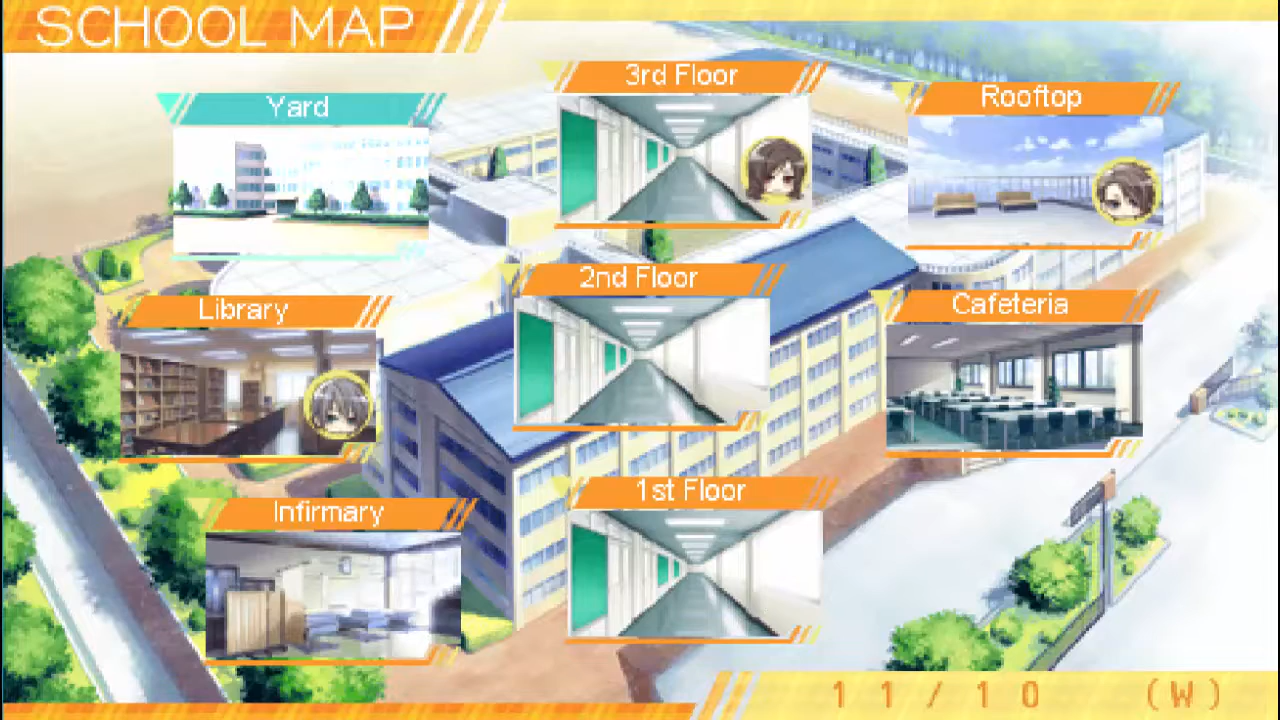 SCHOOL MAP
3rd Floor
Rooftop
Yard
2nd Floor
Cafeteria
Library
1st Floor
Infirmary
11/10 (W)